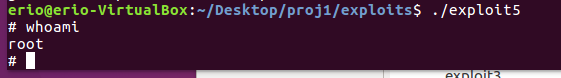 erio@erio-VirtualBox:~/Desktop/proj1/exploits$ ./exploit5
# whoami
root
#
exploit3